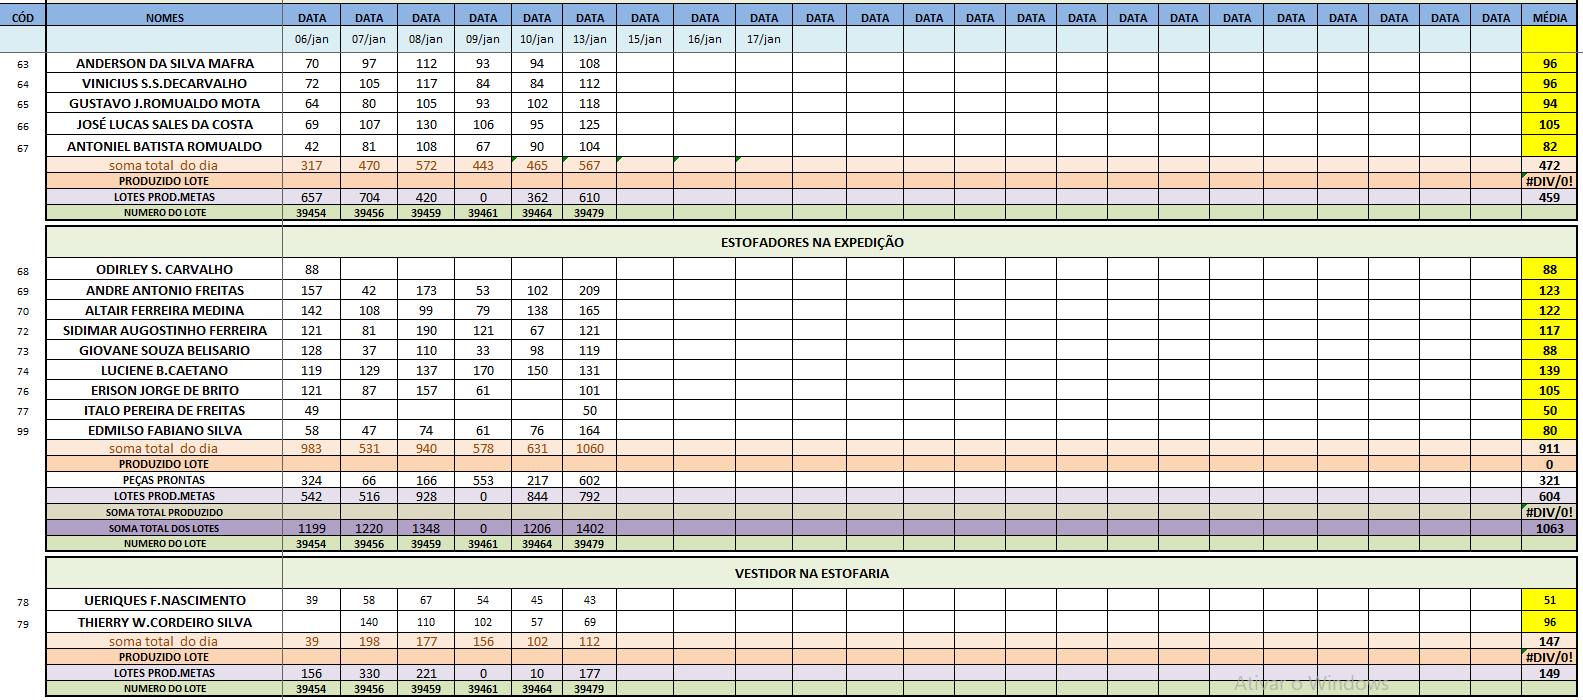 CÓD NOMES DATA DATA DATA DATA DATA DATA DATA DATA DATA DATA DATA DATA DATA DATA DATA DATA DATA DATA DATA DATA DATA DATA DATA MÉDIA
06/jan 07/jan 08/jan 09/jan 10/jan 13/jan 15/jan 16/jan 17/jan
63 ANDERSON DA SILVA MAFRA 70 97 112 93 94 108 96
64 VINICIUS S.S.DECARVALHO 72 105 117 84 84 112 96
65 GUSTAVO J.ROMUALDO MOTA 64 80 105 93 102 118 94
66 JOSÉ LUCAS SALES DA COSTA 69 107 130 106 95 125 105
67 ANTONIEL BATISTA ROMUALDO 42 81 108 67 90 104 82
soma total do dia 317 470 572 443 465 567 472
PRODUZIDO LOTE #DIV/0!
LOTES PROD.METAS 657 704 420 0 362 610 459
NUMERO DO LOTE 39454 39456 39459 39461 39464 39479
ESTOFADORES NA EXPEDIÇÃO
68 ODIRLEY S. CARVALHO 88 88
69 ANDRE ANTONIO FREITAS 157 42 173 53 102 209 123
70 ALTAIR FERREIRA MEDINA 142 108 99 79 138 165 122
72 SIDIMAR AUGOSTINHO FERREIRA 121 81 190 121 67 121 117
73 GIOVANE SOUZA BELISARIO 128 37 110 33 98 119 88
74 LUCIENE B.CAETANO 119 129 137 170 150 131 139
76 ERISON JORGE DE BRITO 121 87 157 61 101 105
77 ITALO PEREIRA DE FREITAS 49 50 50
99 EDMILSO FABIANO SILVA 58 47 74 61 76 164 80
soma total do dia 983 531 940 578 631 1060 911
PRODUZIDO LOTE 0
PEÇAS PRONTAS 324 66 166 553 217 602 321
LOTES PROD.METAS 542 516 928 0 844 792 604
SOMA TOTAL PRODUZIDO #DIV/0!
SOMA TOTAL DOS LOTES 1199 1220 1348 0 1206 1402 1063
NUMERO DO LOTE 39454 39456 39459 39461 39464 39479
VESTIDOR NA ESTOFARIA
78 UERIQUES F.NASCIMENTO 39 58 67 54 45 43 51
79 THIERRY W.CORDEIRO SILVA 140 110 102 57 69 96
soma total do dia 39 198 177 156 102 112 147
PRODUZIDO LOTE #DIV/0!
LOTES PROD.METAS 156 330 221 0 10 177 149
NUMERO DO LOTE 39454 39456 39459 39461 39464 39479
Ativar o Windows